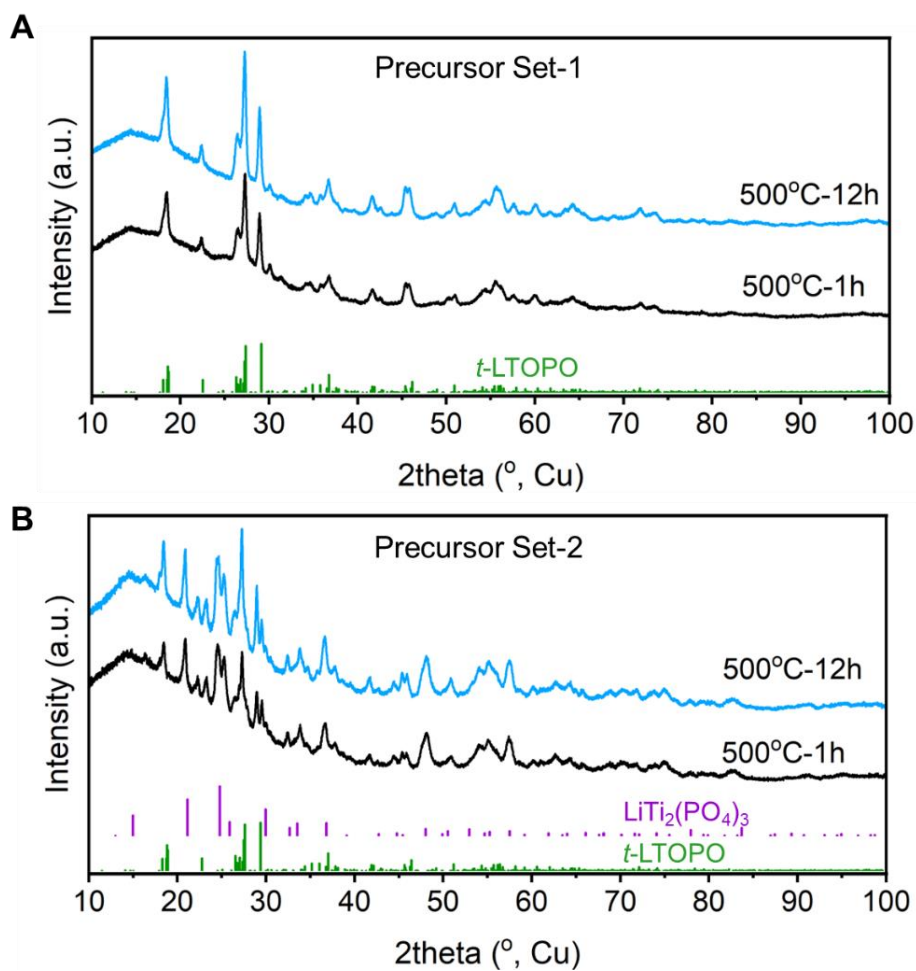 A
Precursor Set-1
500°C-12h
500°C-1h
t-LTOPO
Intensity (a.u.)
10 20 30 40 50 60 70 80 90 100
2theta (°, Cu)
B
Precursor Set-2
500°C-12h
500°C-1h
LiTi₂(PO₄)₃
t-LTOPO
Intensity (a.u.)
10 20 30 40 50 60 70 80 90 100
2theta (°, Cu)